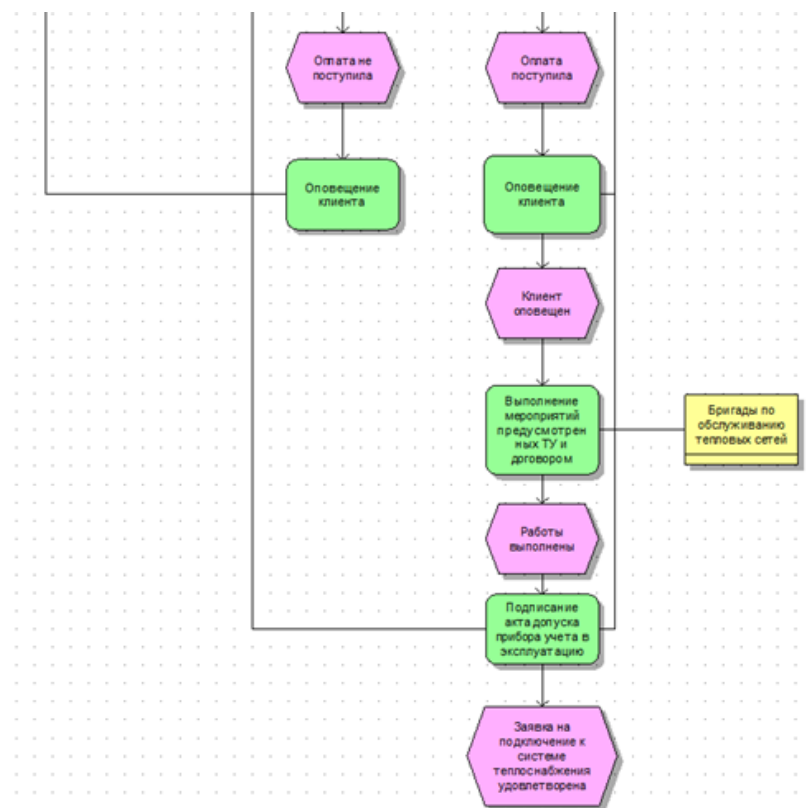 Оплата не
поступила
Оплата
поступила
Оповещение
клиента
Оповещение
клиента
Клиент
оповещен
Выполнение
мероприятий
предусмотрен
ных ТУ и
договором
Бригады по
обслуживанию
тепловых сетей
Работы
выполнены
Подписание
акта допуска
прибора учета в
эксплуатацию
Заявка на
подключение к
системе
теплоснабжения
удовлетворена